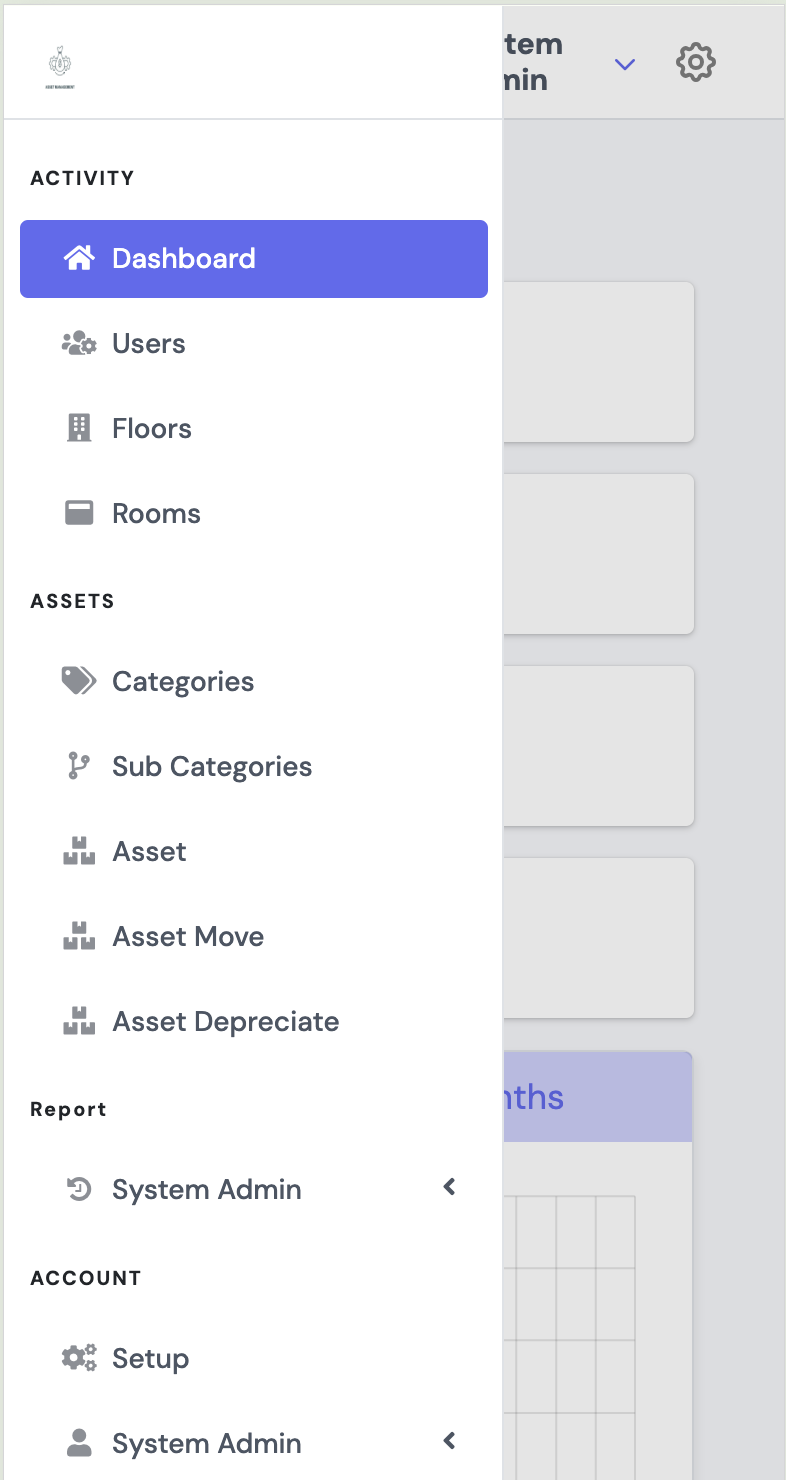 ASSET MANAGEMENT
tem
min
ACTIVITY
Dashboard
Users
Floors
Rooms
ASSETS
Categories
Sub Categories
Asset
Asset Move
Asset Depreciate
nths
Report
System Admin
ACCOUNT
Setup
System Admin